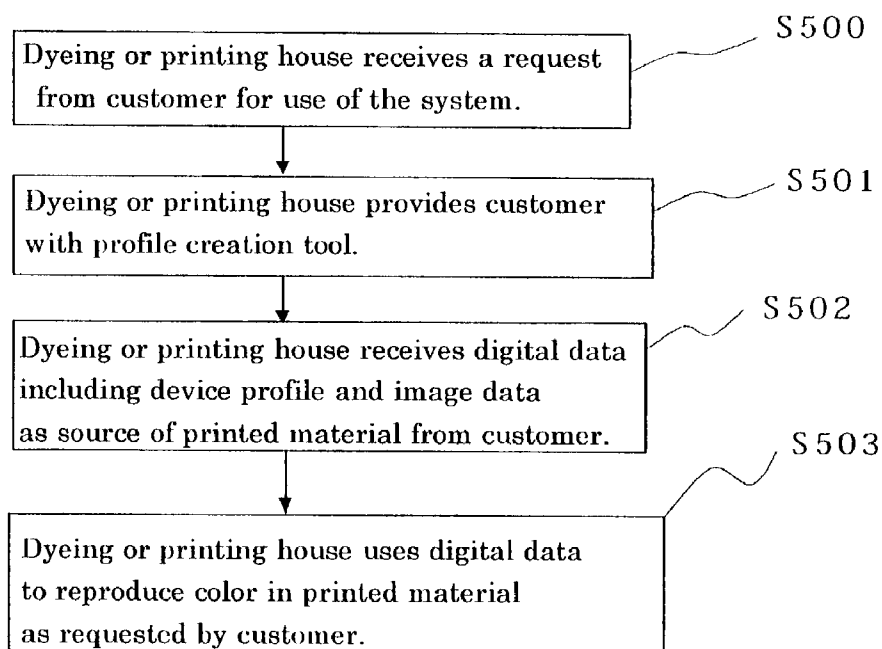 S500
Dyeing or printing house receives a request
from customer for use of the system.
S501
Dyeing or printing house provides customer
with profile creation tool.
S502
Dyeing or printing house receives digital data
including device profile and image data
as source of printed material from customer.
S503
Dyeing or printing house uses digital data
to reproduce color in printed material
as requested by customer.